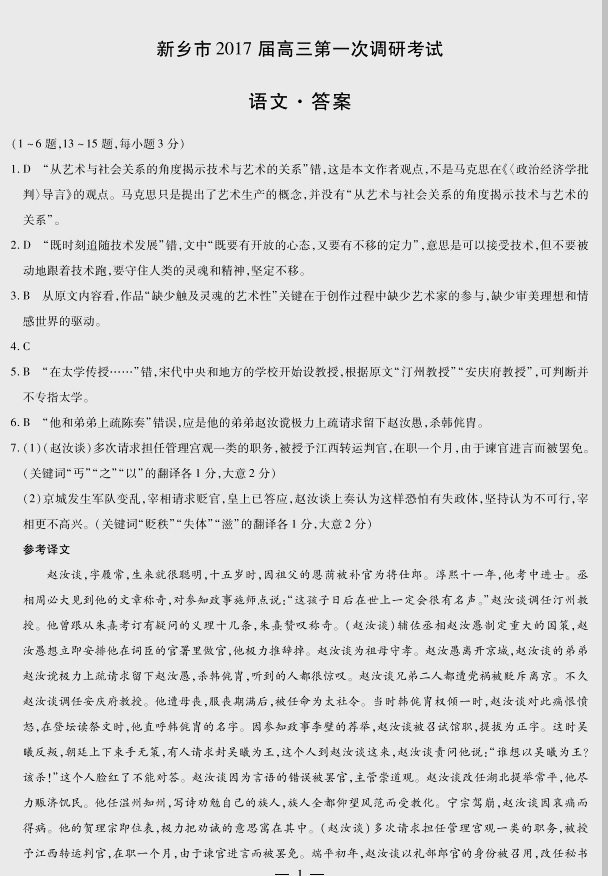 新乡市 2017 届高三第一次调研考试
语文·答案
(1~6 题,13~15 题,每小题 3 分)
1. D “从艺术与社会关系的角度揭示技术与艺术的关系”错,这是本文作者观点,不是马克思在《〈政治经济学批
判〉导言》的观点。马克思只是提出了艺术生产的概念,并没有“从艺术与社会关系的角度揭示技术与艺术的
关系”。
2. D “既时刻追随技术发展”错,文中“既要有开放的心态,又要有不移的定力”,意思是可以接受技术,但不要被
动地跟着技术跑,要守住人类的灵魂和精神,坚定不移。
3. B 从原文内容看,作品“缺少触及灵魂的艺术性”关键在于创作过程中缺少艺术家的参与,缺少审美理想和情
感世界的驱动。
4. C
5. B “在太学传授……”错,宋代中央和地方的学校开始设教授,根据原文“汀州教授”“安庆府教授”,可判断并
不专指太学。
6. B “他和弟弟上疏陈奏”错误,应是他的弟弟赵汝谠极力上疏请求留下赵汝愚,杀韩侂胄。
7. (1)(赵汝谈)多次请求担任管理宫观一类的职务,被授予江西转运判官,在职一个月,由于谏官进言而被罢免。
(关键词“丐”“之”“以”的翻译各 1 分,大意 2 分)
(2)京城发生军队变乱,宰相请求贬官,皇上已答应,赵汝谈上奏认为这样恐怕有失政体,坚持认为不可行,宰
相更不高兴。(关键词“贬秩”“失体”“滋”的翻译各 1 分,大意 2 分)
参考译文
赵汝谈,字履常,生来就很聪明,十五岁时,因祖父的恩荫被补官为将仕郎。淳熙十一年,他考中进士。丞
相周必大见到他的文章称奇,对参知政事施师点说:“这孩子日后在世上一定会很有名声。”赵汝谈调任汀州教
授。他曾跟从朱熹考订有疑问的义理十几条,朱熹赞叹称奇。(赵汝谈)辅佐丞相赵汝愚制定重大的国策,赵
汝愚想立即安排他在词臣的官署里做官,他极力推辞掉。赵汝谈为祖母守孝。赵汝愚离开京城,赵汝谈的弟弟
赵汝谠极力上疏请求留下赵汝愚,杀韩侂胄,听到的人都很惊叹。赵汝谈兄弟二人都遭党祸被贬斥离京。不久
赵汝谈调任安庆府教授。他遭母丧,服丧期满后,被任命为太社令。当时韩侂胄权倾一时,赵汝谈对此痛恨愤
怒,在登坛读祭文时,他直呼韩侂胄的名字。因参知政事李壁的荐举,赵汝谈被召试馆职,提拔为正字。这时吴
曦反叛,朝廷上下束手无策,有人请求封吴曦为王,这个人到赵汝谈这来,赵汝谈责问他说:“谁想以吴曦为王?
该杀!”这个人脸红了不能对答。赵汝谈因为言语的错误被罢官,主管崇道观。赵汝谈改任湖北提举常平,他尽
力赈济饥民。他任温州知州,写诗劝勉自己的族人,族人全都仰望风范而受教化。宁宗驾崩,赵汝谈因哀痛而
得病。他的贺理宗即位表,极力把劝诫的意思寓在其中。(赵汝谈)多次请求担任管理宫观一类的职务,被授
予江西转运判官,在职一个月,由于谏官进言而被罢免。端平初年,赵汝谈以礼部郎官的身份被召用,改任秘书
— 1 —